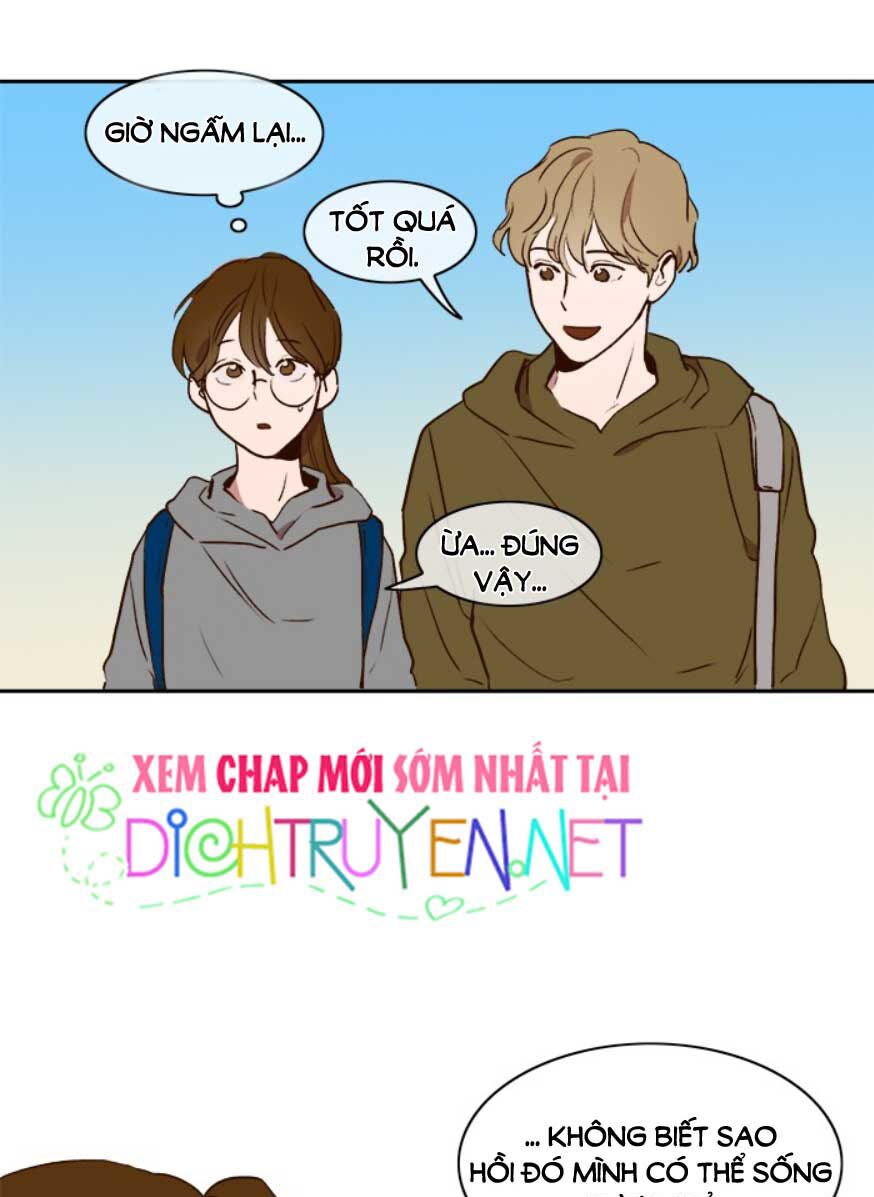 GIỜ NGẪM LẠI...
TỐT QUÁ
RỒI.
ỪA... ĐÚNG
VẬY...
XEM CHAP MỚI SỚM NHẤT TẠI
DICHTRUYEN.NET
... KHÔNG BIẾT SAO
HỒI ĐÓ MÌNH CÓ THỂ SỐNG